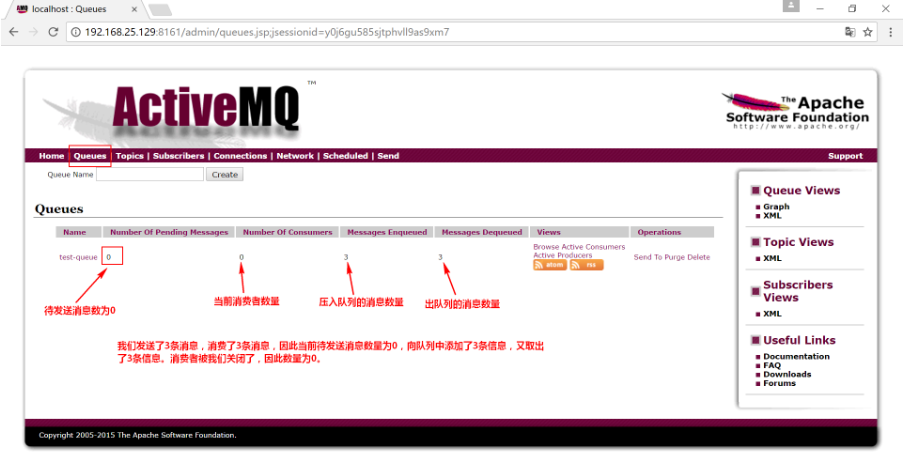 localhost : Queues
192.168.25.129:8161/admin/queues.jsp;jsessionid=y0j6gu585sjtphvll9as9xm7
ActiveMQ™
The Apache
Software Foundation
http://www.apache.org/
Home | Queues | Topics | Subscribers | Connections | Network | Scheduled | Send
Support
Queue Name
Create
Queues
Name
Number Of Pending Messages
Number Of Consumers
Messages Enqueued
Messages Dequeued
Views
Operations
test-queue
0
0
3
3
Browse Active Consumers
Active Producers
atom
rss
Send To Purge Delete
待发送消息数为0
当前消费者数量
压入队列的消息数量
出队列的消息数量
我们发送了3条消息，消费了3条消息，因此当前待发送消息数量为0，向队列中添加了3条信息，又取出
了3条信息。消费者被我们关闭了，因此数量为0。
Queue Views
Graph
XML
Topic Views
XML
Subscribers
Views
XML
Useful Links
Documentation
FAQ
Downloads
Forums
Copyright 2005-2015 The Apache Software Foundation.